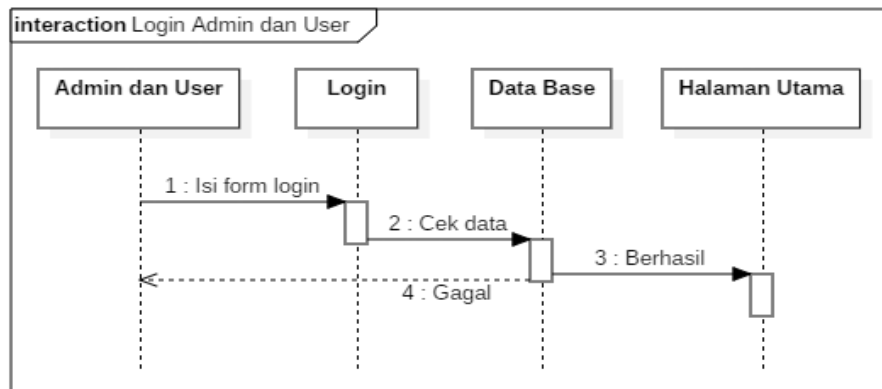 interaction Login Admin dan User
Admin dan User
Login
Data Base
Halaman Utama
1 : Isi form login
2 : Cek data
3 : Berhasil
4 : Gagal